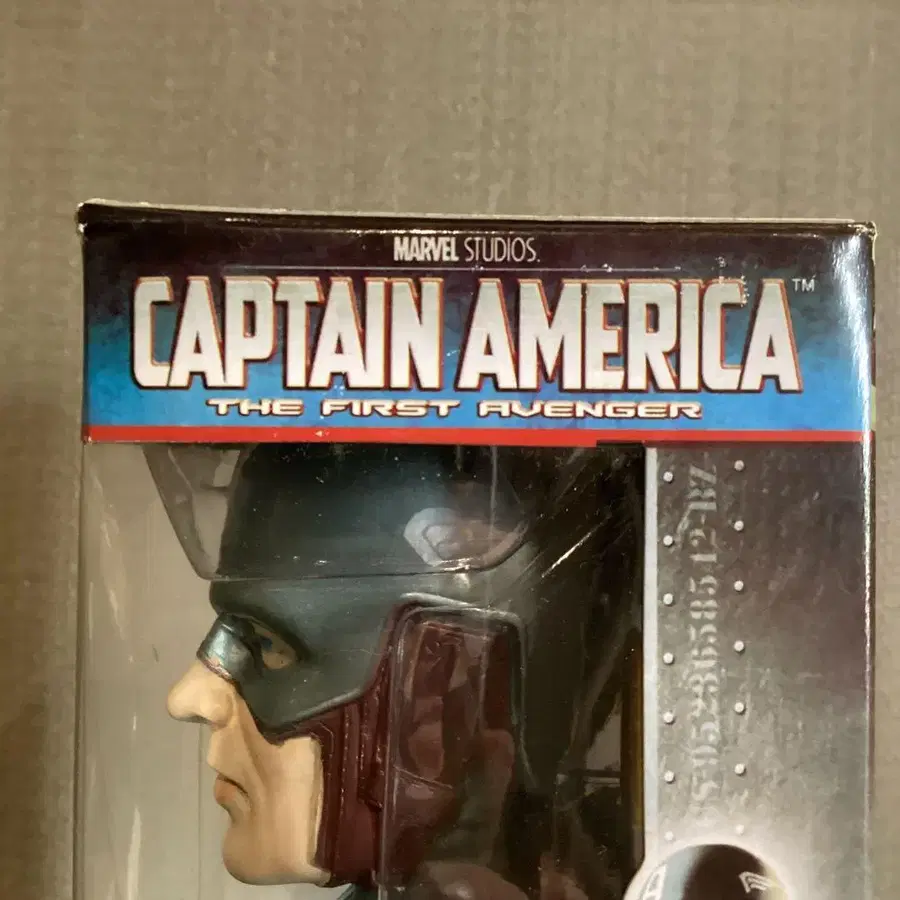 MARVEL STUDIOS.
CAPTAIN AMERICA™
THE FIRST AVENGER